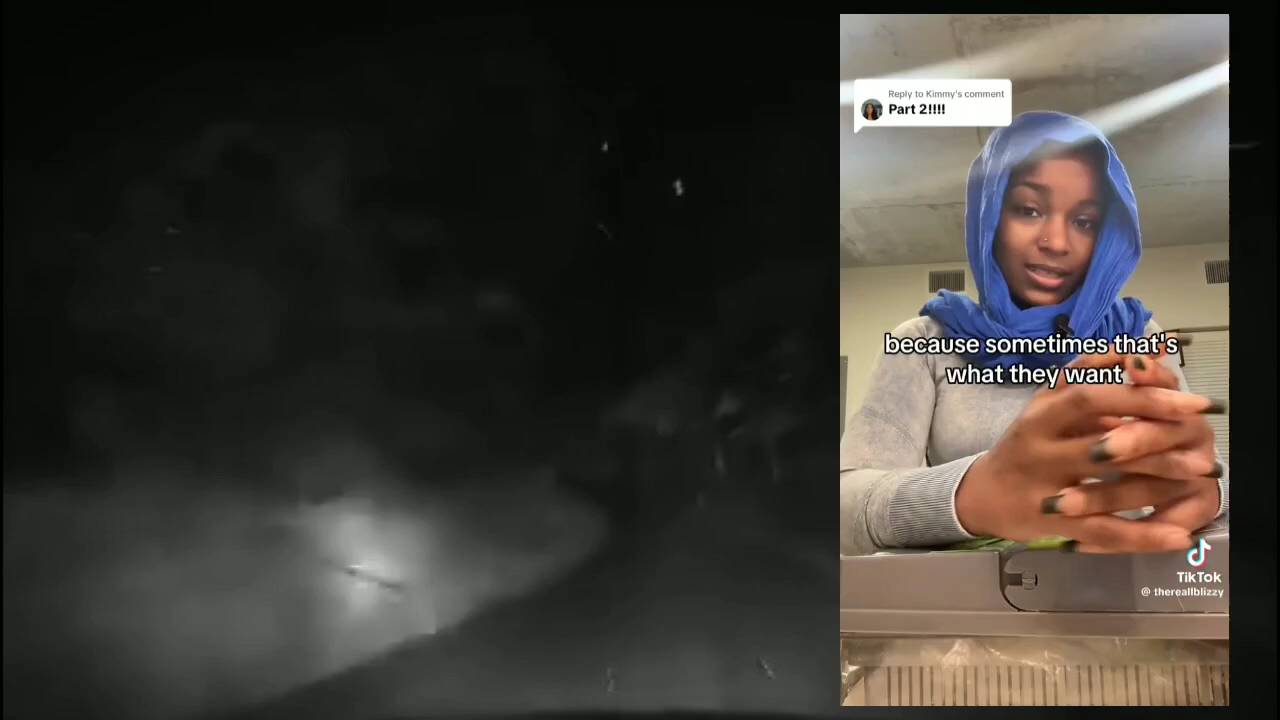 Reply to Kimmy's comment
Part 2!!!!
because sometimes that's
what they want
TikTok
@ thereallblizzy